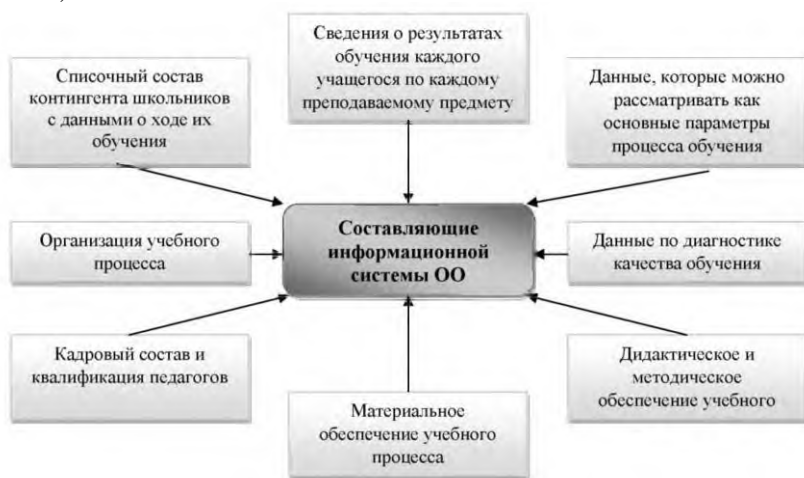 Сведения о результатах
обучения каждого
учащегося по каждому
преподаваемому предмету
Списочный состав
контингента школьников
с данными о ходе их
обучения
Данные, которые можно
рассматривать как
основные параметры
процесса обучения
Организация учебного
процесса
Составляющие
информационной
системы ОО
Данные по диагностике
качества обучения
Кадровый состав и
квалификация педагогов
Материальное
обеспечение учебного
процесса
Дидактическое и
методическое
обеспечение учебного